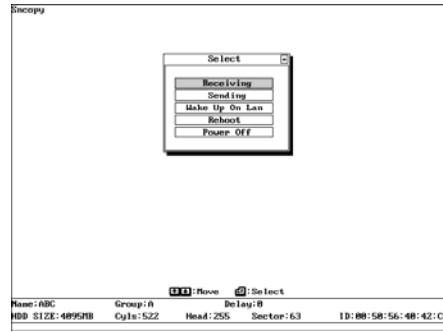 Sncopy
Select
Receiving
Sending
Wake Up On Lan
Reboot
Power Off
:Move :Select
Name:ABC Group:A Delay:0
HDD SIZE:4095MB Cyls:522 Head:255 Sector:63 ID:00:50:56:40:42:C